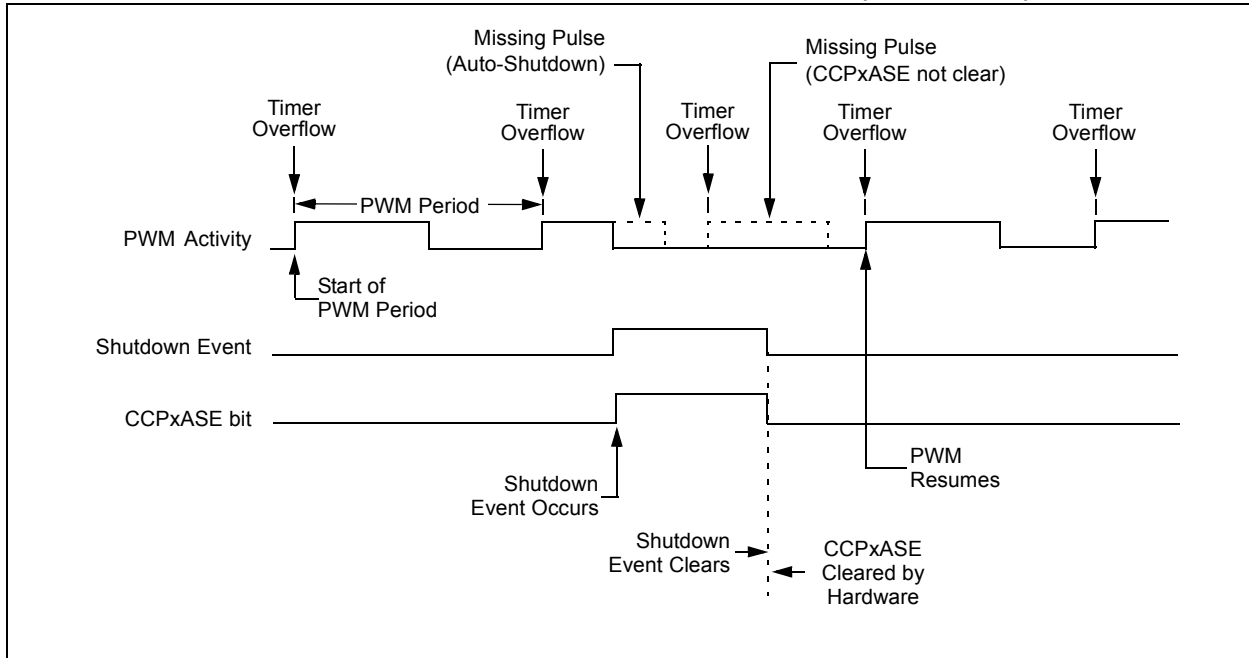 Missing Pulse
(Auto-Shutdown)
Missing Pulse
(CCPxASE not clear)
Timer
Overflow
Timer
Overflow
Timer
Overflow
Timer
Overflow
Timer
Overflow
PWM Period
PWM Activity
Start of
PWM Period
Shutdown Event
CCPxASE bit
Shutdown
Event Occurs
PWM
Resumes
Shutdown
Event Clears
CCPxASE
Cleared by
Hardware